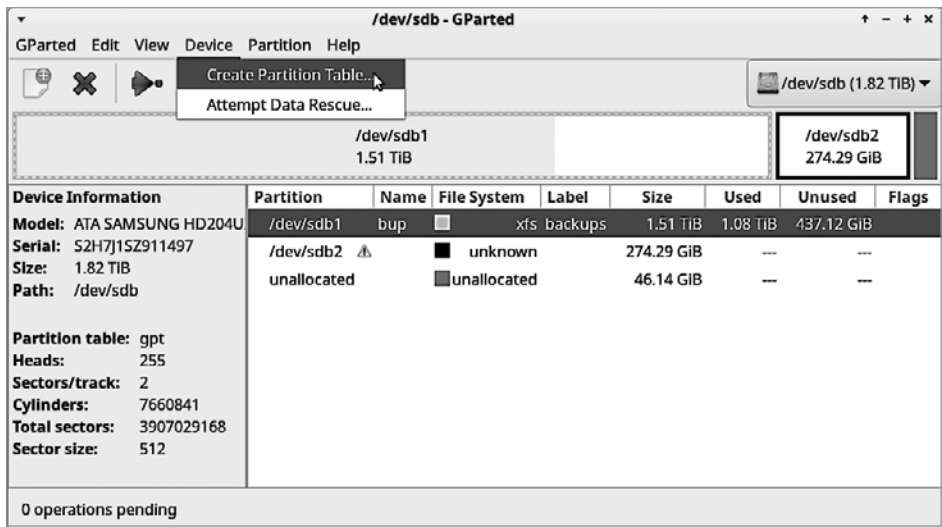 /dev/sdb - GParted
GParted Edit View Device Partition Help
Create Partition Table...
Attempt Data Rescue...
/dev/sdb (1.82 TiB)
/dev/sdb1
1.51 TiB
/dev/sdb2
274.29 GiB
Device Information
Model: ATA SAMSUNG HD204U
Serial: S2H7J1SZ911497
Size: 1.82 TiB
Path: /dev/sdb
Partition table: gpt
Heads: 255
Sectors/track: 2
Cylinders: 7660841
Total sectors: 3907029168
Sector size: 512
Partition Name File System Label Size Used Unused Flags
/dev/sdb1 bup xfs backups 1.51 TiB 1.08 TiB 437.12 GiB
/dev/sdb2 unknown 274.29 GiB --- ---
unallocated unallocated 46.14 GiB --- ---
0 operations pending